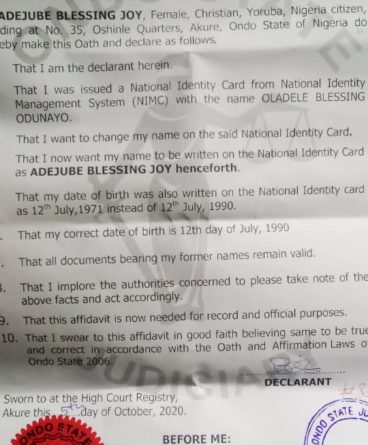 ADEJUBE BLESSING JOY, Female, Christian, Yoruba, Nigeria citizen,
ding at No. 35, Oshinle Quarters, Akure, Ondo State of Nigeria do
eby make this Oath and declare as follows,
That I am the declarant herein.
That I was issued a National Identity Card from National Identity
Management System (NIMC) with the name OLADELE BLESSING
ODUNAYO.
That I want to change my name on the said National Identity Card.
That I now want my name to be written on the National Identity Card
as ADEJUBE BLESSING JOY henceforth.
That my date of birth was also written on the National Identity card
as 12th July,1971 instead of 12th July, 1990.
That my correct date of birth is 12th day of July, 1990
That all documents bearing my former names remain valid.
That I implore the authorities concerned to please take note of the
above facts and act accordingly.
9. That this affidavit is now needed for record and official purposes.
10. That I swear to this affidavit in good faith believing same to be true
and correct in accordance with the Oath and Affirmation Laws o
Ondo State 2006.
DECLARANT
Sworn to at the High Court Registry,
Akure this 5th day of October, 2020.
BEFORE ME:
ONDO STATE
ONDO STATE JU